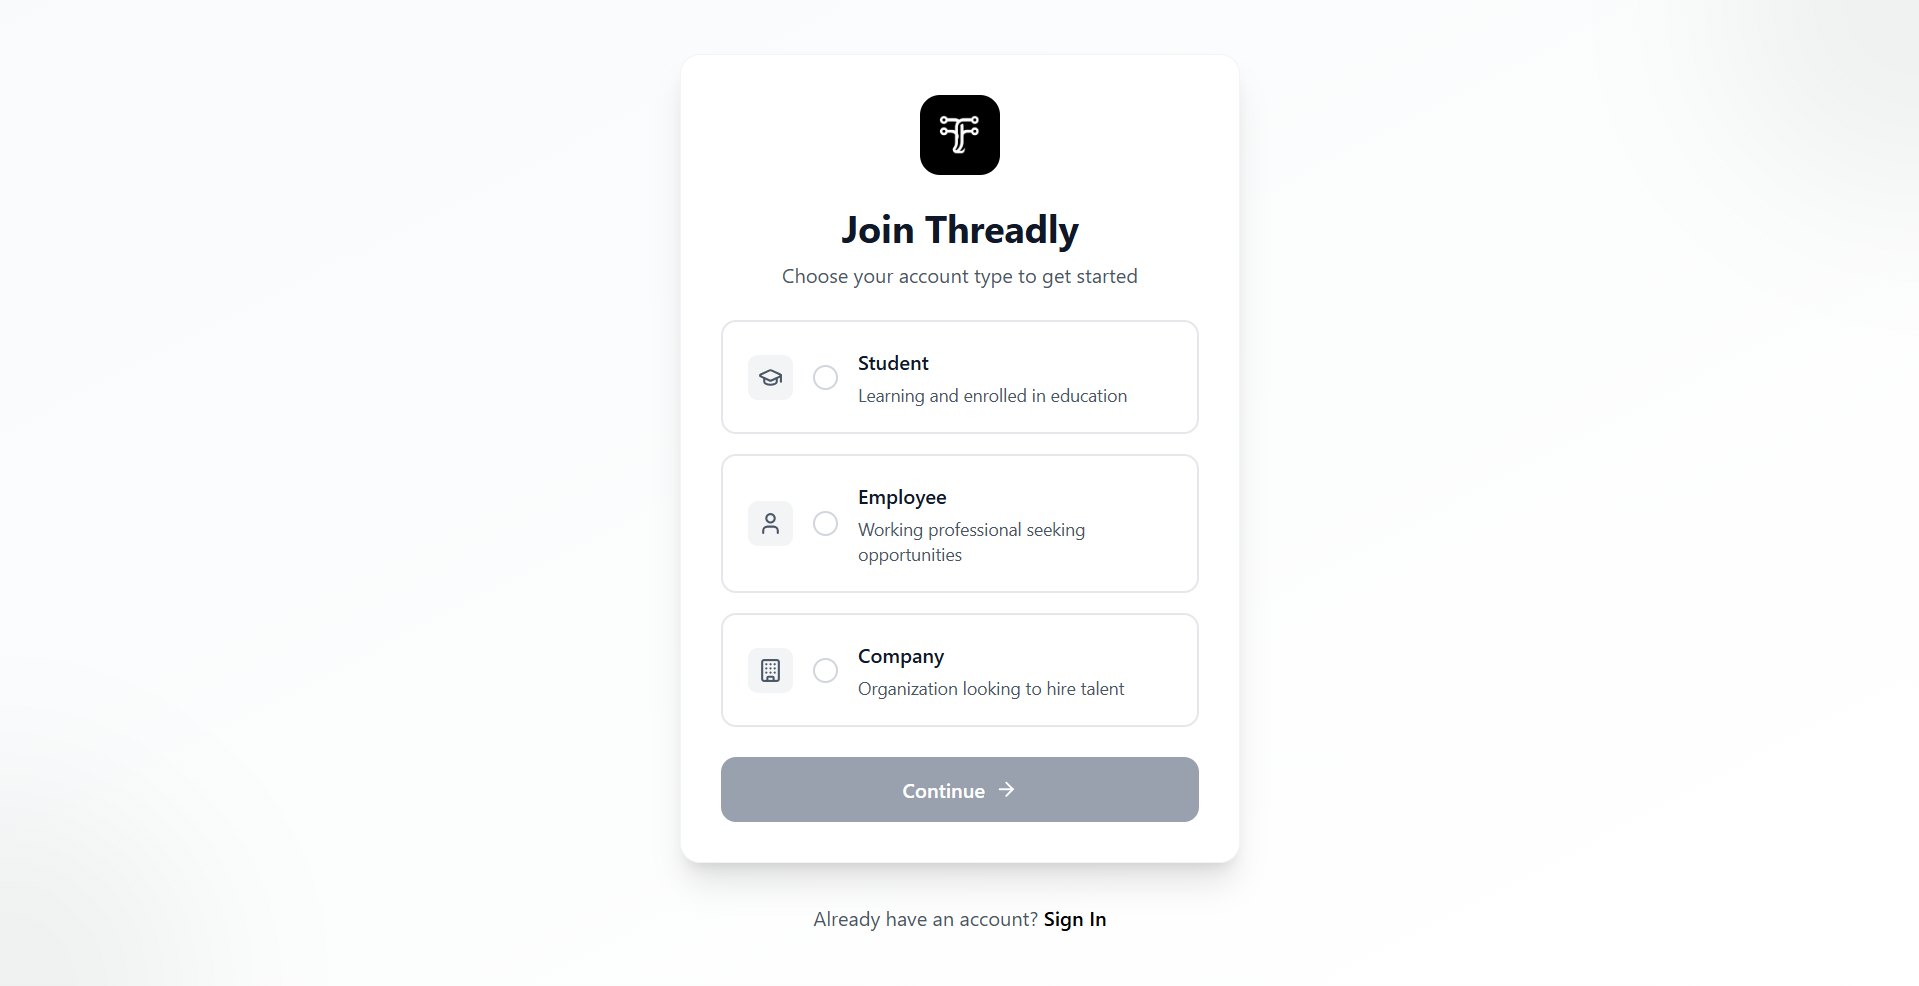 Join Threadly
Choose your account type to get started
Student
Learning and enrolled in education
Employee
Working professional seeking
opportunities
Company
Organization looking to hire talent
Continue →
Already have an account? Sign In